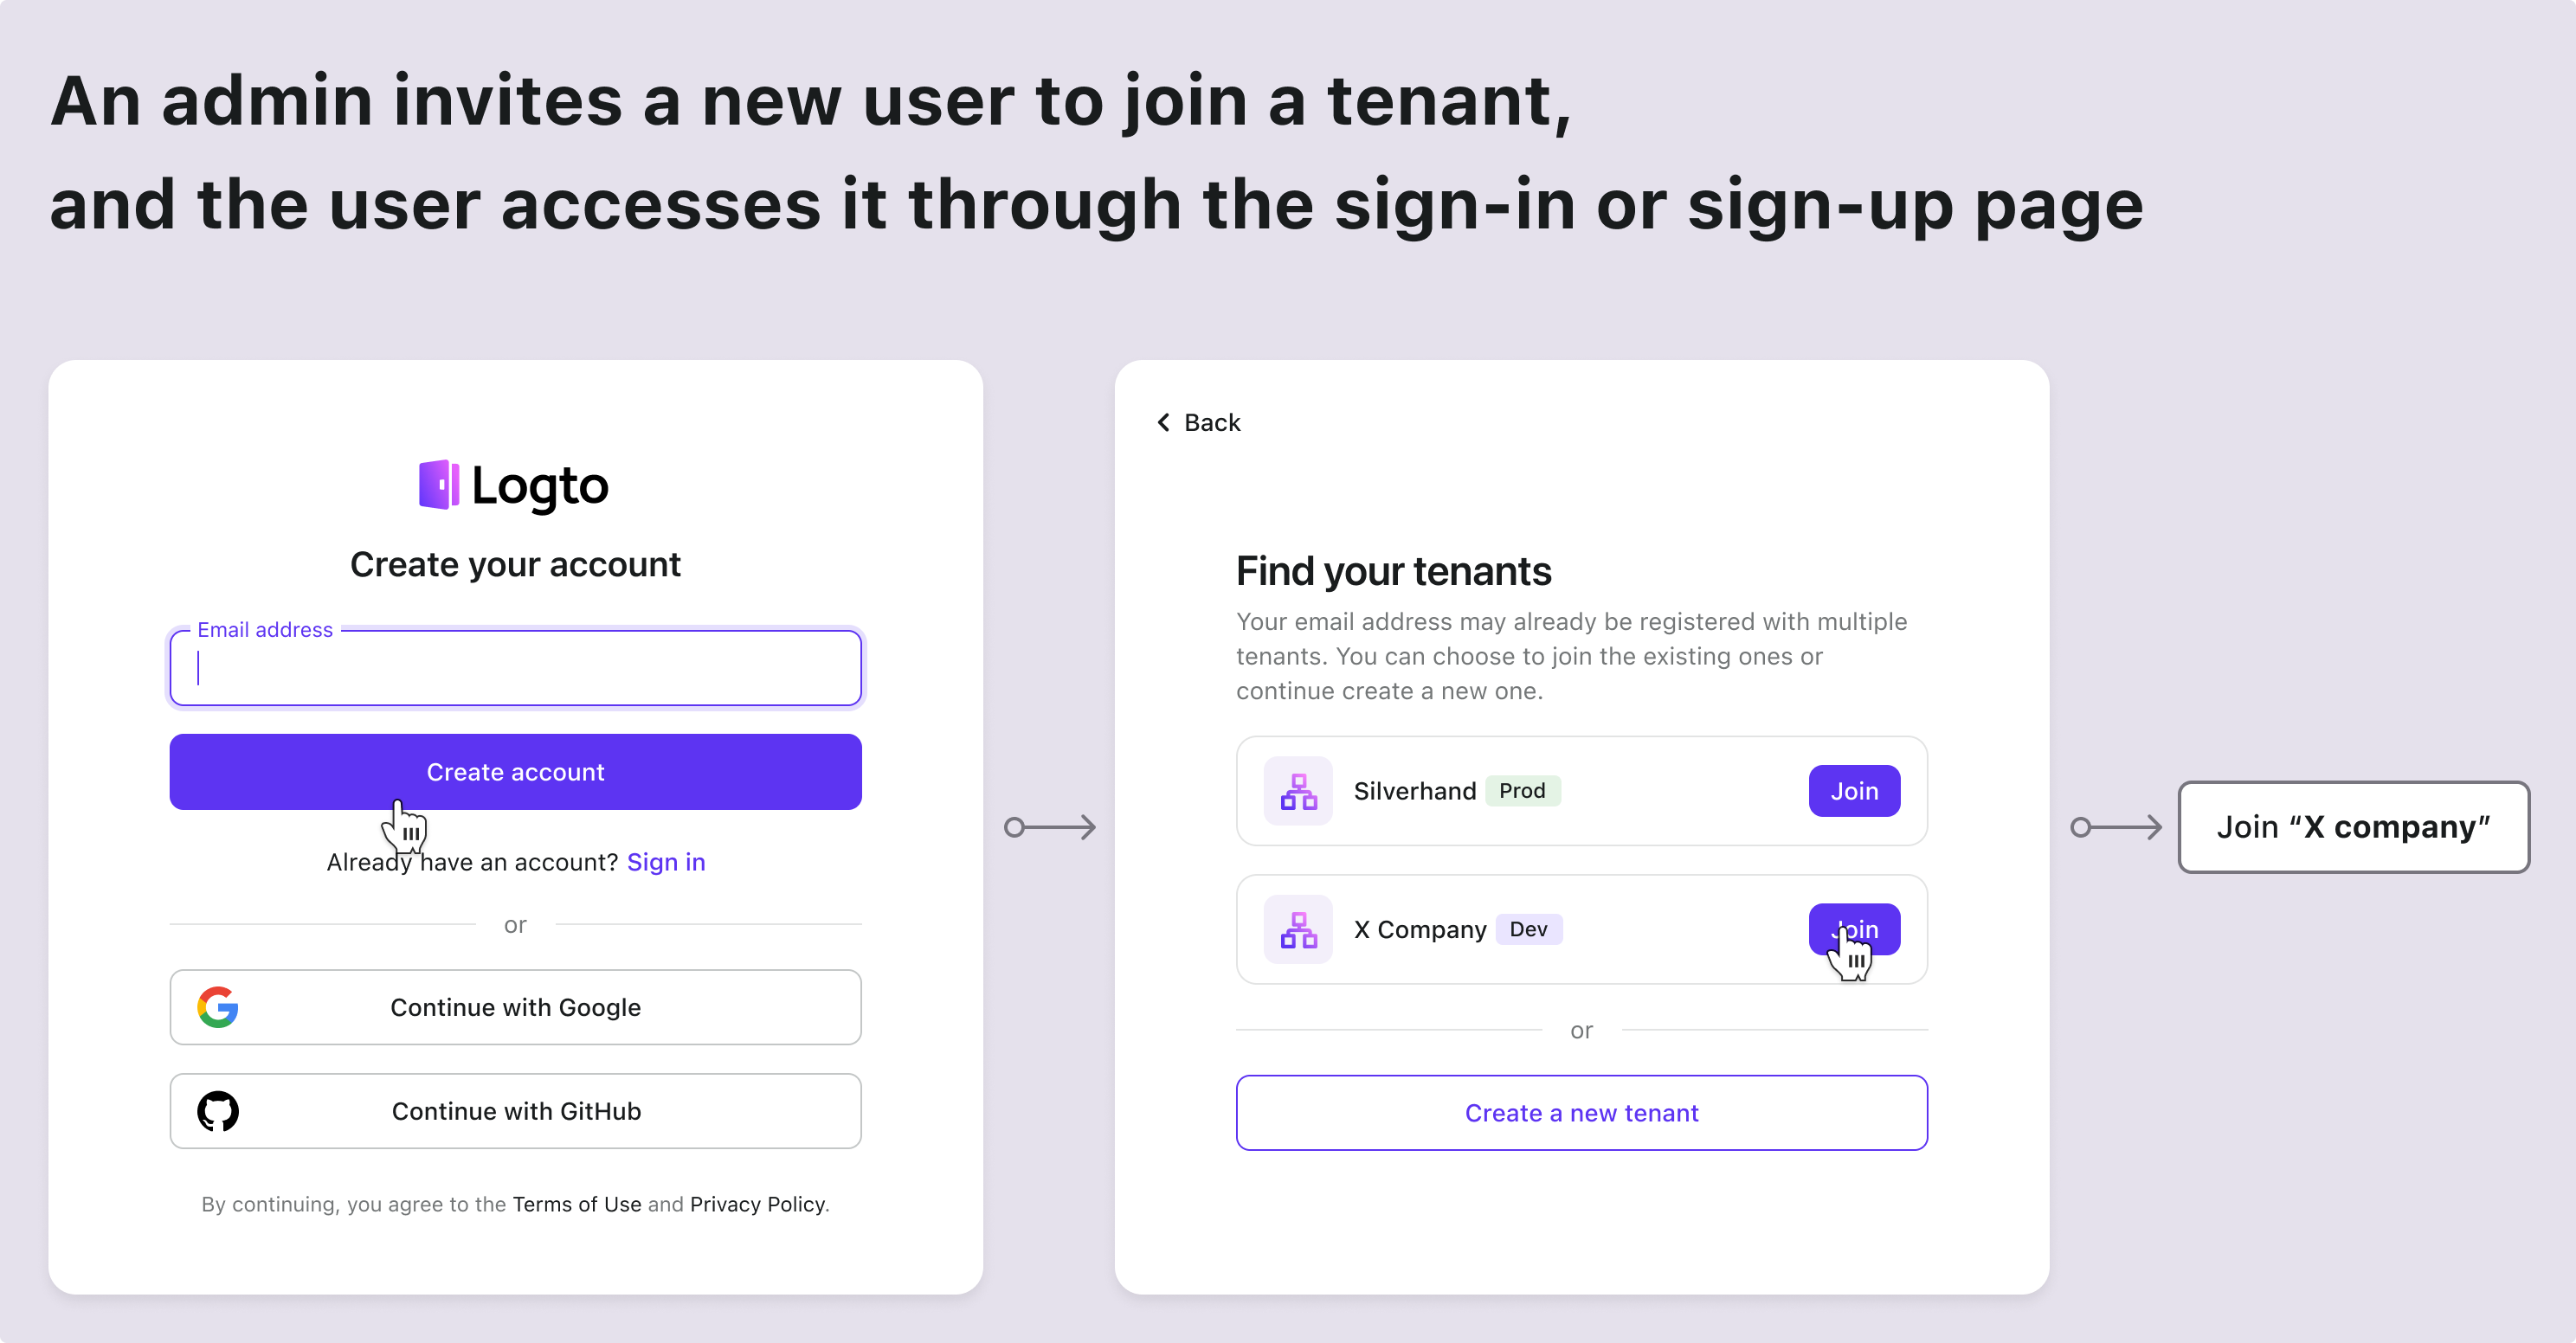 An admin invites a new user to join a tenant,
and the user accesses it through the sign-in or sign-up page
Logto
Create your account
Email address
Create account
Already have an account? Sign in
or
Continue with Google
Continue with GitHub
By continuing, you agree to the Terms of Use and Privacy Policy.
Back
Find your tenants
Your email address may already be registered with multiple
tenants. You can choose to join the existing ones or
continue create a new one.
Silverhand Prod Join
X Company Dev Join
or
Create a new tenant
Join “X company”